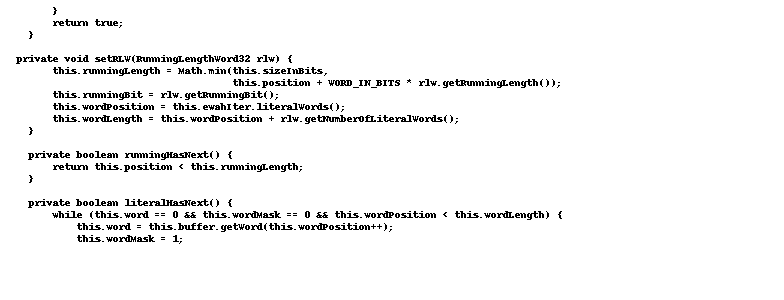 }
return true;
}
private void setRLW(RunningLengthWord32 rlw) {
this.runningLength = Math.min(this.sizeInBits,
this.position + WORD_IN_BITS * rlw.getRunningLength());
this.runningBit = rlw.getRunningBit();
this.wordPosition = this.ewahIter.literalWords();
this.wordLength = this.wordPosition + rlw.getNumberOfLiteralWords();
}
private boolean runningHasNext() {
return this.position < this.runningLength;
}
private boolean literalHasNext() {
while (this.word == 0 && this.wordMask == 0 && this.wordPosition < this.wordLength) {
this.word = this.buffer.getWord(this.wordPosition++);
this.wordMask = 1;